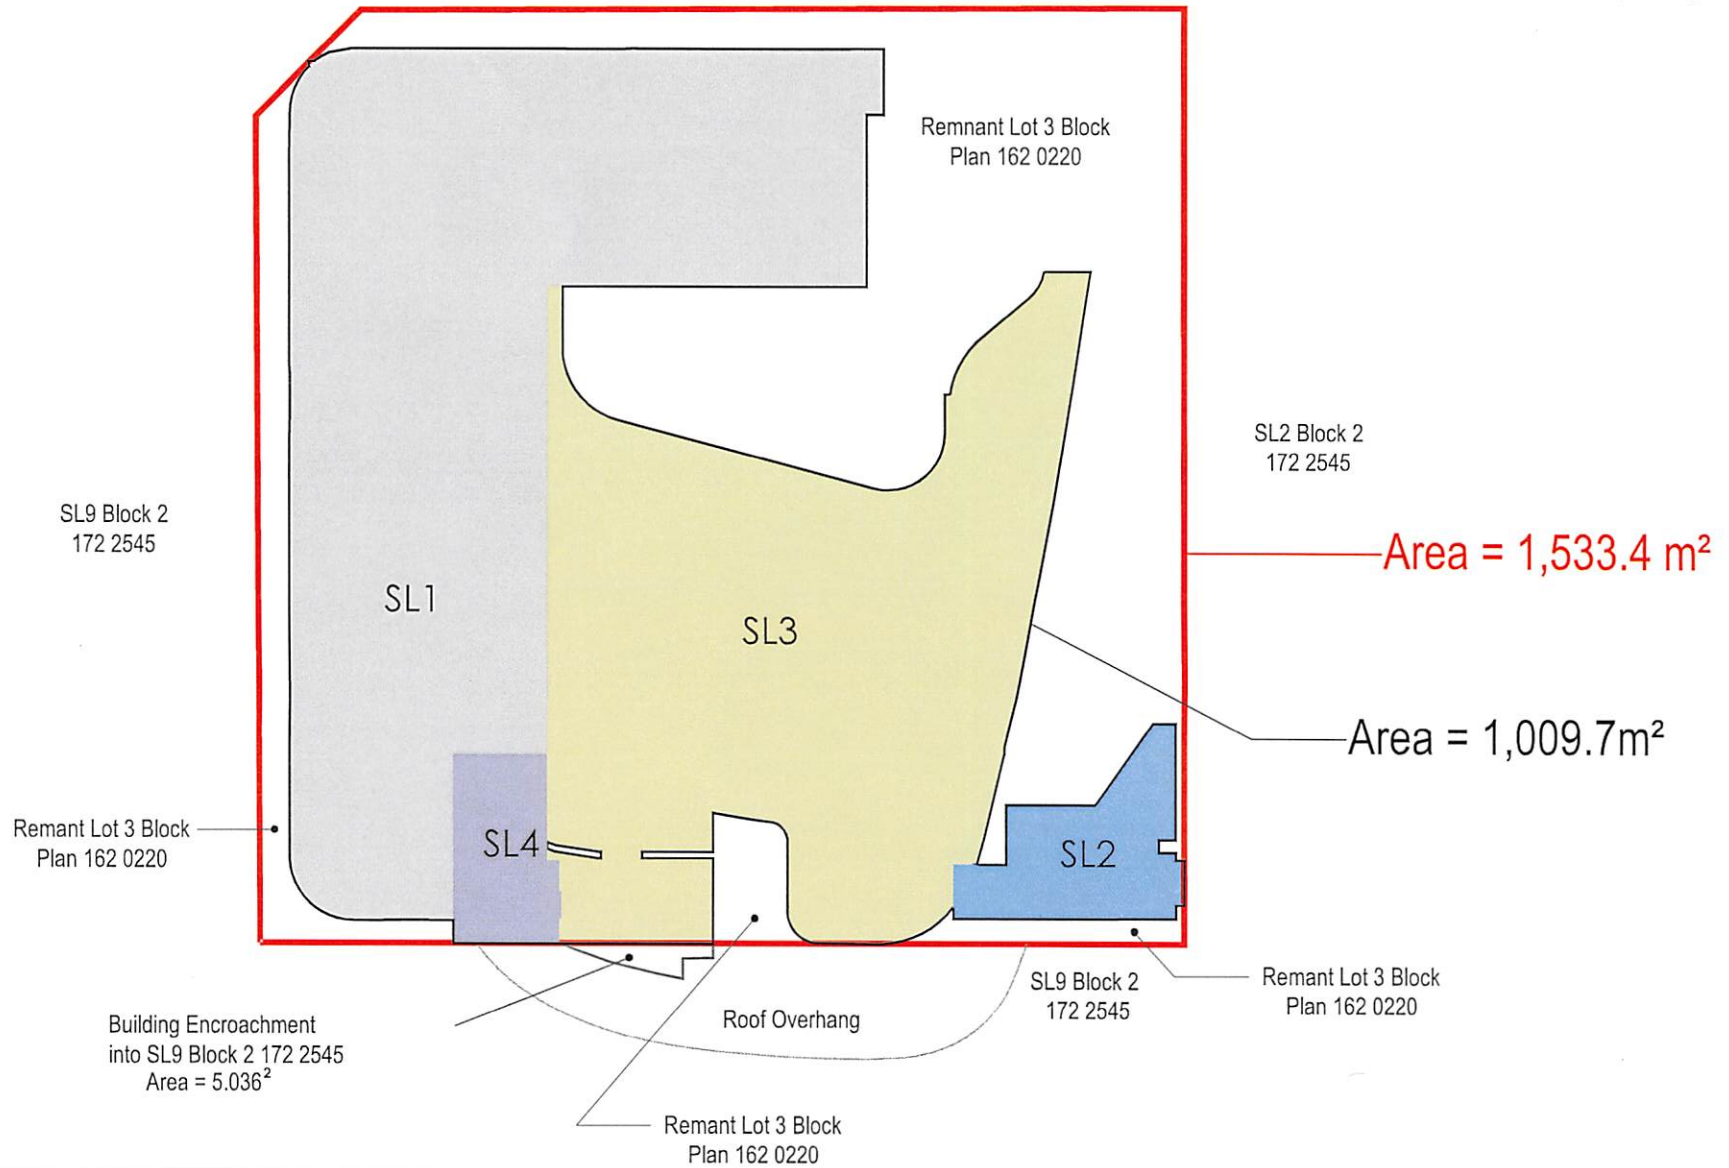 Remnant Lot 3 Block
Plan 162 0220
SL2 Block 2
172 2545
SL9 Block 2
172 2545
Area = 1,533.4 m²
SL1
SL3
Area = 1,009.7m²
Remant Lot 3 Block
Plan 162 0220
SL4
SL2
SL9 Block 2
172 2545
Remant Lot 3 Block
Plan 162 0220
Roof Overhang
Building Encroachment
into SL9 Block 2 172 2545
Area = 5.036²
Remant Lot 3 Block
Plan 162 0220